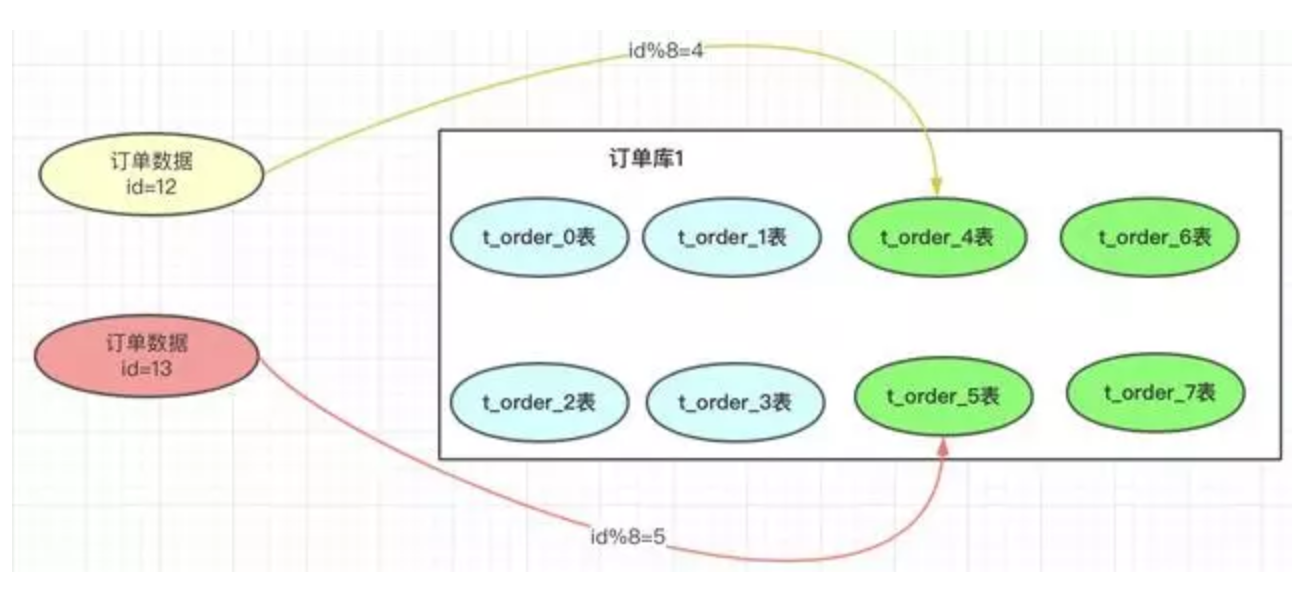 id%8=4
订单数据
id=12
订单库1
t_order_0表
t_order_1表
t_order_4表
t_order_6表
订单数据
id=13
t_order_2表
t_order_3表
t_order_5表
t_order_7表
id%8=5